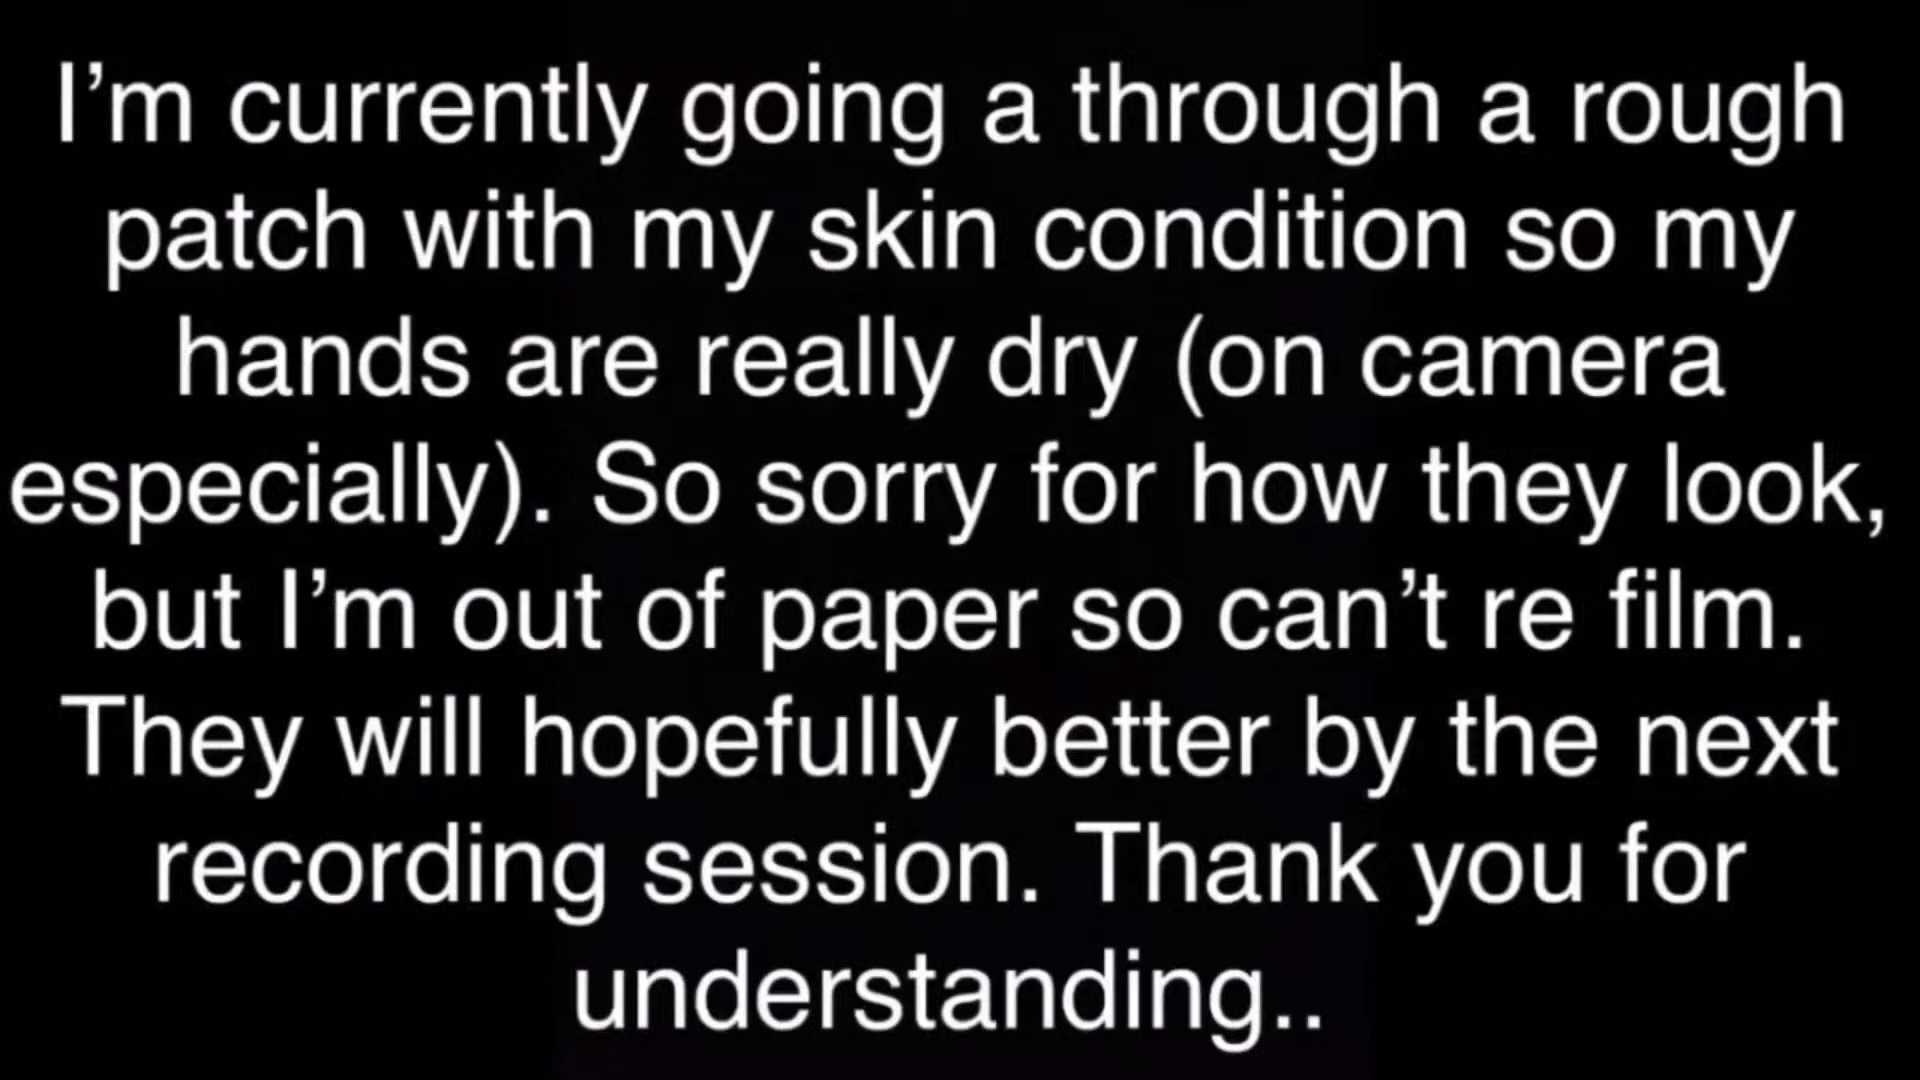 I’m currently going a through a rough
patch with my skin condition so my
hands are really dry (on camera
especially). So sorry for how they look,
but I’m out of paper so can’t re film.
They will hopefully better by the next
recording session. Thank you for
understanding..